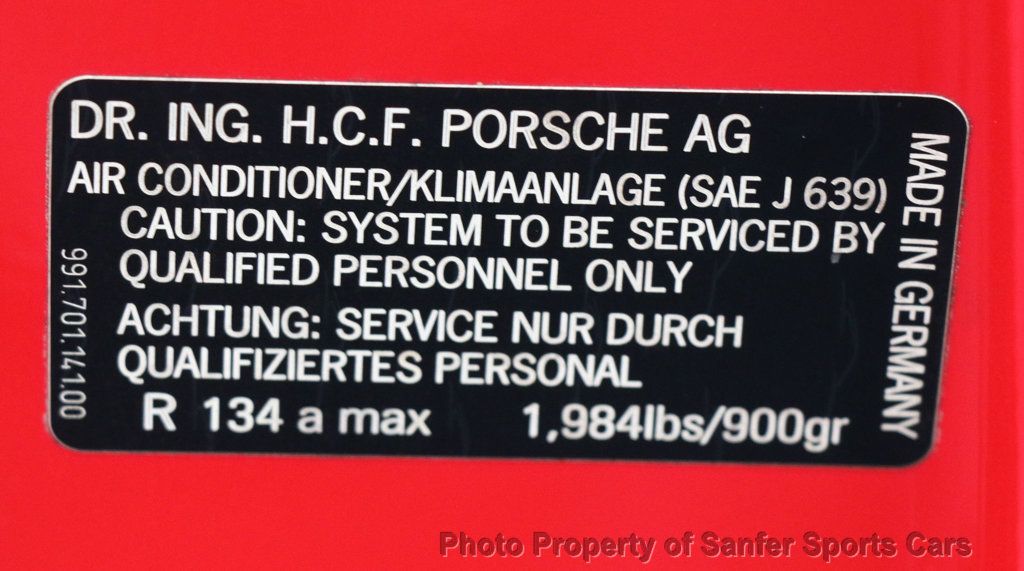 DR. ING. H.C.F. PORSCHE AG
AIR CONDITIONER/KLIMAANLAGE (SAE J 639)
CAUTION: SYSTEM TO BE SERVICED BY
QUALIFIED PERSONNEL ONLY
ACHTUNG: SERVICE NUR DURCH
QUALIFIZIERTES PERSONAL
R 134 a max 1,984lbs/900gr
991.701.141.00
MADE IN GERMANY
Photo Property of Sanfer Sports Cars